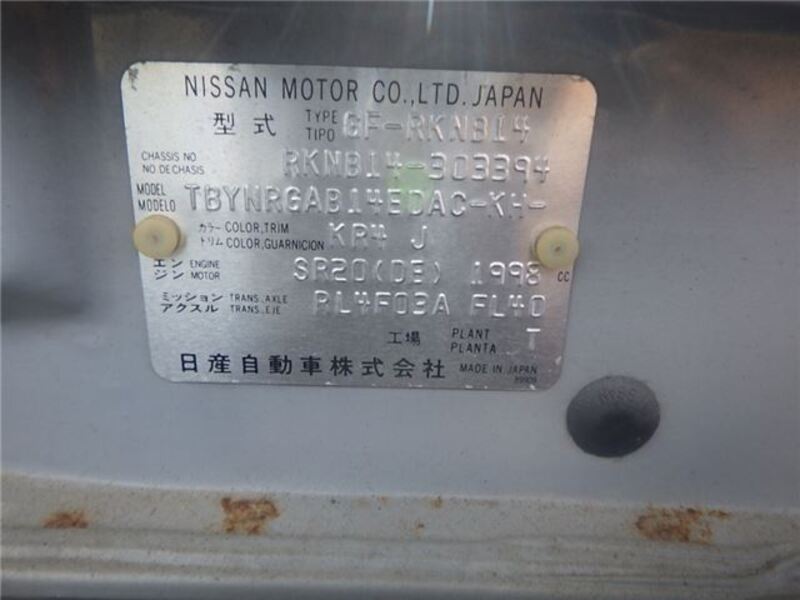 NISSAN MOTOR CO.,LTD. JAPAN
型式 TYPE TIPO GF-RKNB14
CHASSIS NO NO DE CHASIS RKNB14-303394
MODEL MODELO TBYNRGAB14EDAC-KH-
カラー COLOR,TRIM
トリム COLOR,GUARNICION KR4 J
エンジン ENGINE MOTOR SR20(DE) 1998 CC
ミッション TRANS.AXLE
アクスル TRANS.EJE RL4F03A FL40
工場 PLANT PLANTA T
日産自動車株式会社 MADE IN JAPAN
NISS